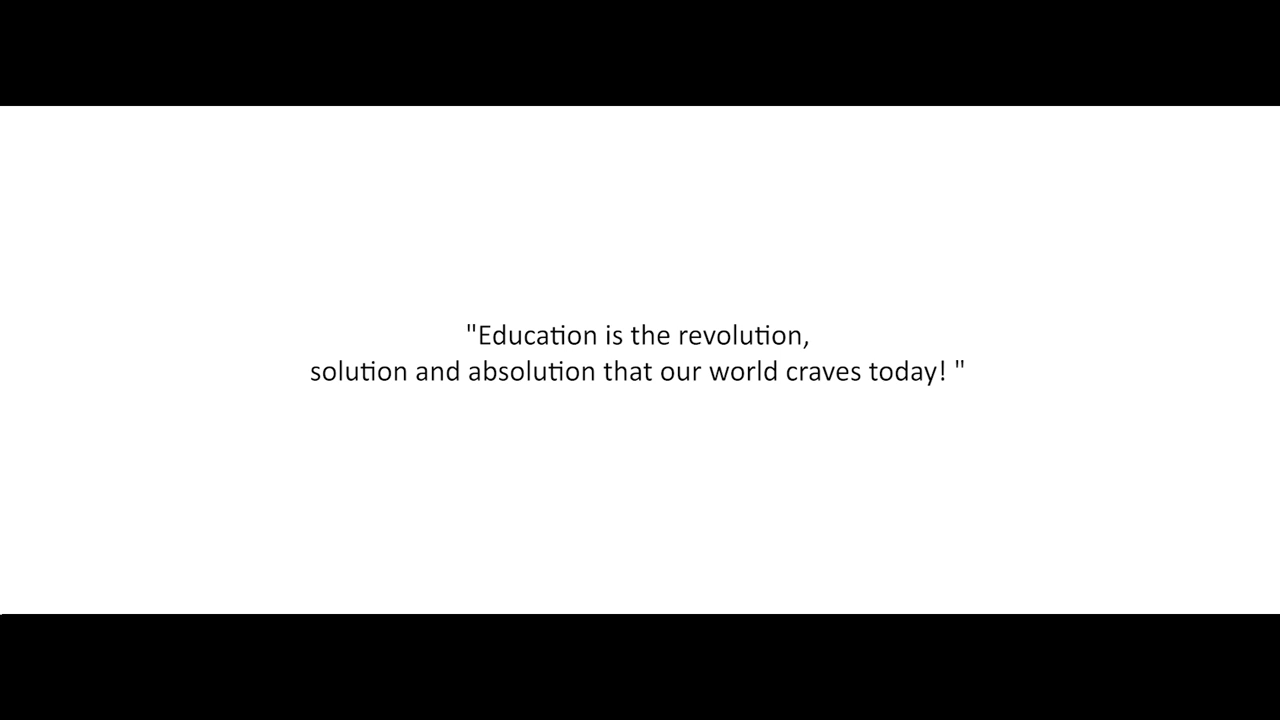 "Education is the revolution,
solution and absolution that our world craves today! "